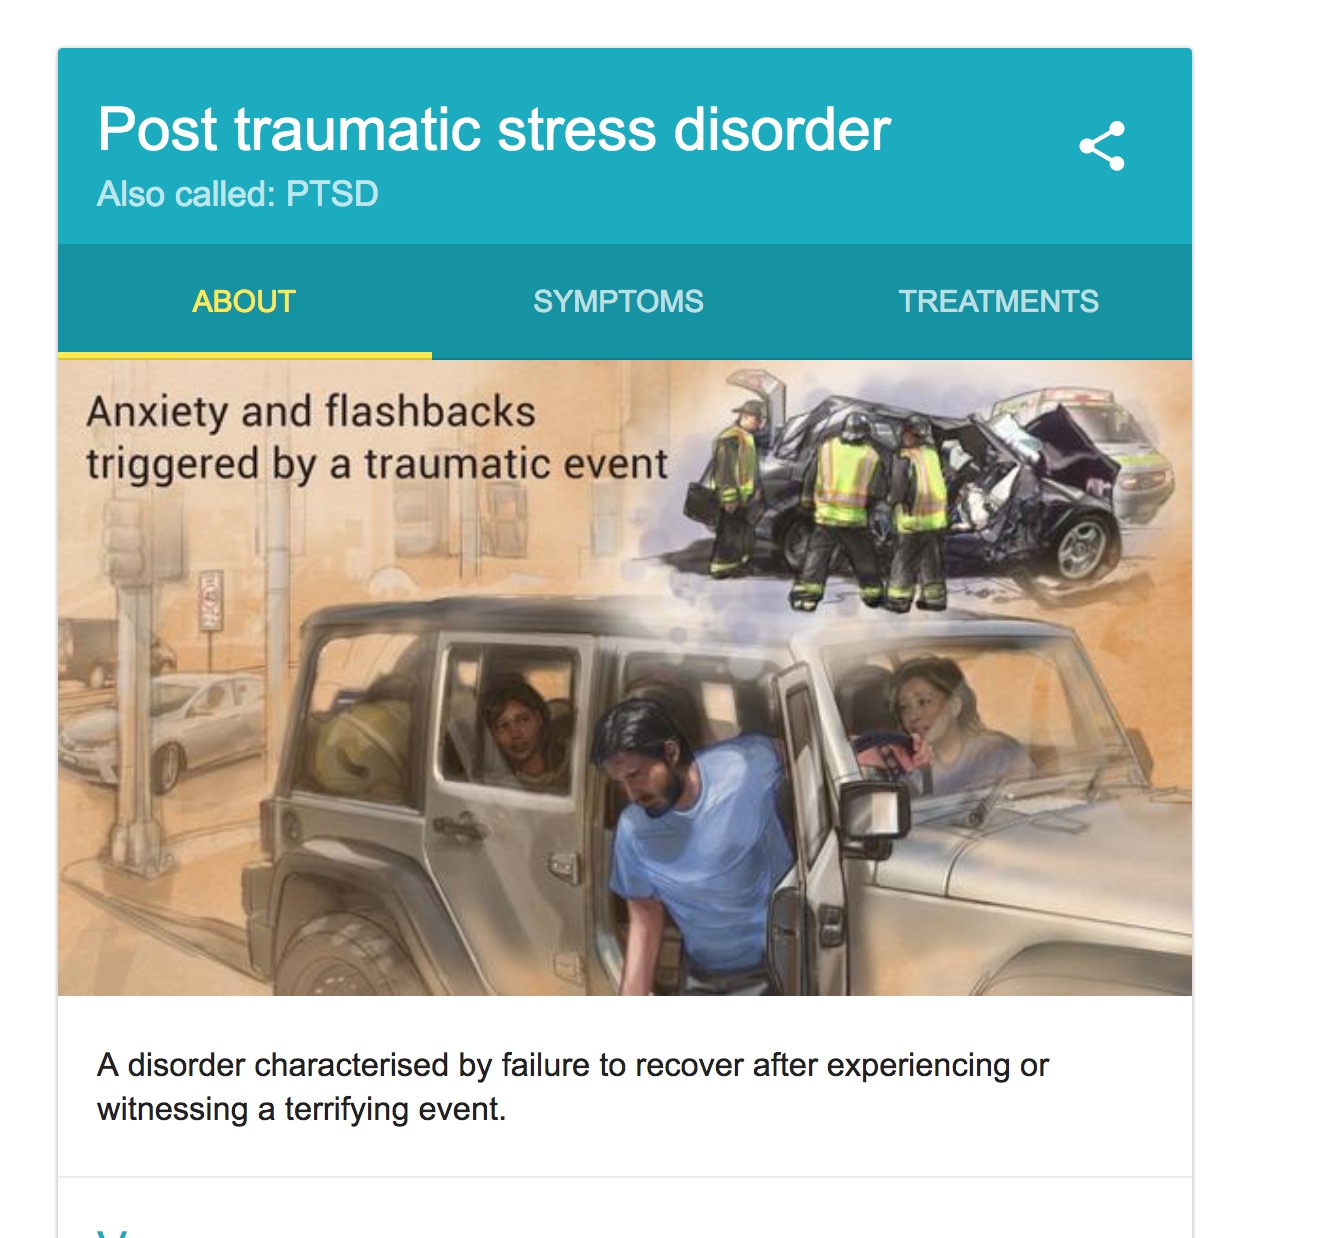 Post traumatic stress disorder
Also called: PTSD
ABOUT
SYMPTOMS
TREATMENTS
Anxiety and flashbacks
triggered by a traumatic event
A disorder characterised by failure to recover after experiencing or
witnessing a terrifying event.